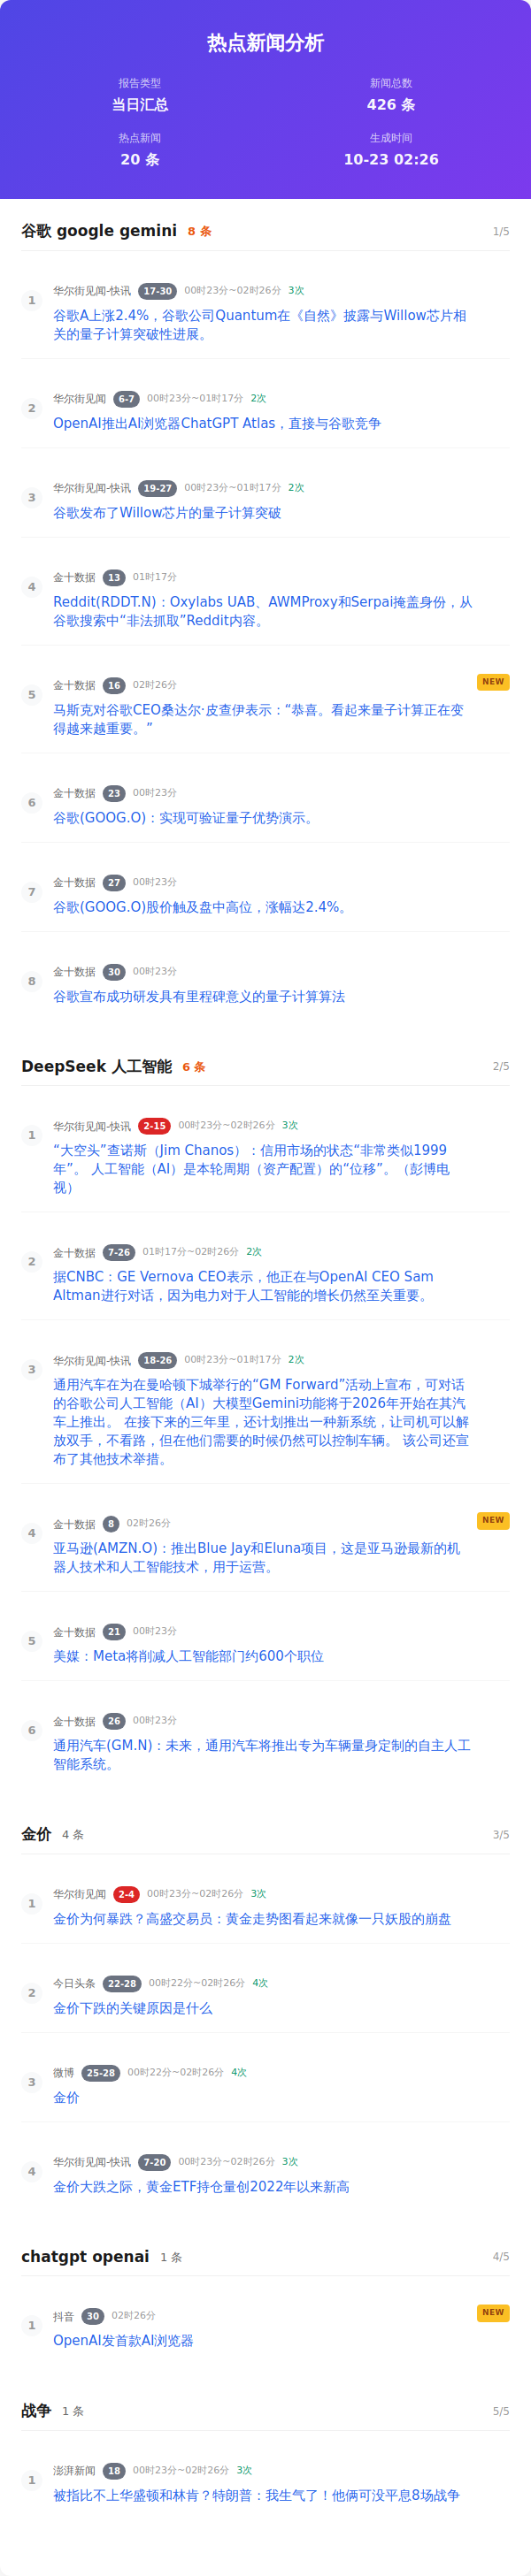 热点新闻分析
报告类型
新闻总数
当日汇总
426 条
热点新闻
生成时间
20 条
10-23 02:26
谷歌 google gemini 8 条 1/5
1
华尔街见闻-快讯 17-30 00时23分~02时26分 3次
谷歌A上涨2.4%，谷歌公司Quantum在《自然》披露与Willow芯片相
关的量子计算突破性进展。
2
华尔街见闻 6-7 00时23分~01时17分 2次
OpenAI推出AI浏览器ChatGPT Atlas，直接与谷歌竞争
3
华尔街见闻-快讯 19-27 00时23分~01时17分 2次
谷歌发布了Willow芯片的量子计算突破
4
金十数据 13 01时17分
Reddit(RDDT.N)：Oxylabs UAB、AWMProxy和Serpai掩盖身份，从
谷歌搜索中“非法抓取”Reddit内容。
5
金十数据 16 02时26分 NEW
马斯克对谷歌CEO桑达尔·皮查伊表示：“恭喜。看起来量子计算正在变
得越来越重要。”
6
金十数据 23 00时23分
谷歌(GOOG.O)：实现可验证量子优势演示。
7
金十数据 27 00时23分
谷歌(GOOG.O)股价触及盘中高位，涨幅达2.4%。
8
金十数据 30 00时23分
谷歌宣布成功研发具有里程碑意义的量子计算算法
DeepSeek 人工智能 6 条 2/5
1
华尔街见闻-快讯 2-15 00时23分~02时26分 3次
“大空头”查诺斯（Jim Chanos）：信用市场的状态“非常类似1999
年”。 人工智能（AI）是本轮周期（资产配置）的“位移”。（彭博电
视）
2
金十数据 7-26 01时17分~02时26分 2次
据CNBC：GE Vernova CEO表示，他正在与OpenAI CEO Sam
Altman进行对话，因为电力对于人工智能的增长仍然至关重要。
3
华尔街见闻-快讯 18-26 00时23分~01时17分 2次
通用汽车在为在曼哈顿下城举行的“GM Forward”活动上宣布，可对话
的谷歌公司人工智能（AI）大模型Gemini功能将于2026年开始在其汽
车上推出。 在接下来的三年里，还计划推出一种新系统，让司机可以解
放双手，不看路，但在他们需要的时候仍然可以控制车辆。 该公司还宣
布了其他技术举措。
4
金十数据 8 02时26分 NEW
亚马逊(AMZN.O)：推出Blue Jay和Eluna项目，这是亚马逊最新的机
器人技术和人工智能技术，用于运营。
5
金十数据 21 00时23分
美媒：Meta将削减人工智能部门约600个职位
6
金十数据 26 00时23分
通用汽车(GM.N)：未来，通用汽车将推出专为车辆量身定制的自主人工
智能系统。
金价 4 条 3/5
1
华尔街见闻 2-4 00时23分~02时26分 3次
金价为何暴跌？高盛交易员：黄金走势图看起来就像一只妖股的崩盘
2
今日头条 22-28 00时22分~02时26分 4次
金价下跌的关键原因是什么
3
微博 25-28 00时22分~02时26分 4次
金价
4
华尔街见闻-快讯 7-20 00时23分~02时26分 3次
金价大跌之际，黄金ETF持仓量创2022年以来新高
chatgpt openai 1 条 4/5
1
抖音 30 02时26分 NEW
OpenAI发首款AI浏览器
战争 1 条 5/5
1
澎湃新闻 18 00时23分~02时26分 3次
被指比不上华盛顿和林肯？特朗普：我生气了！他俩可没平息8场战争